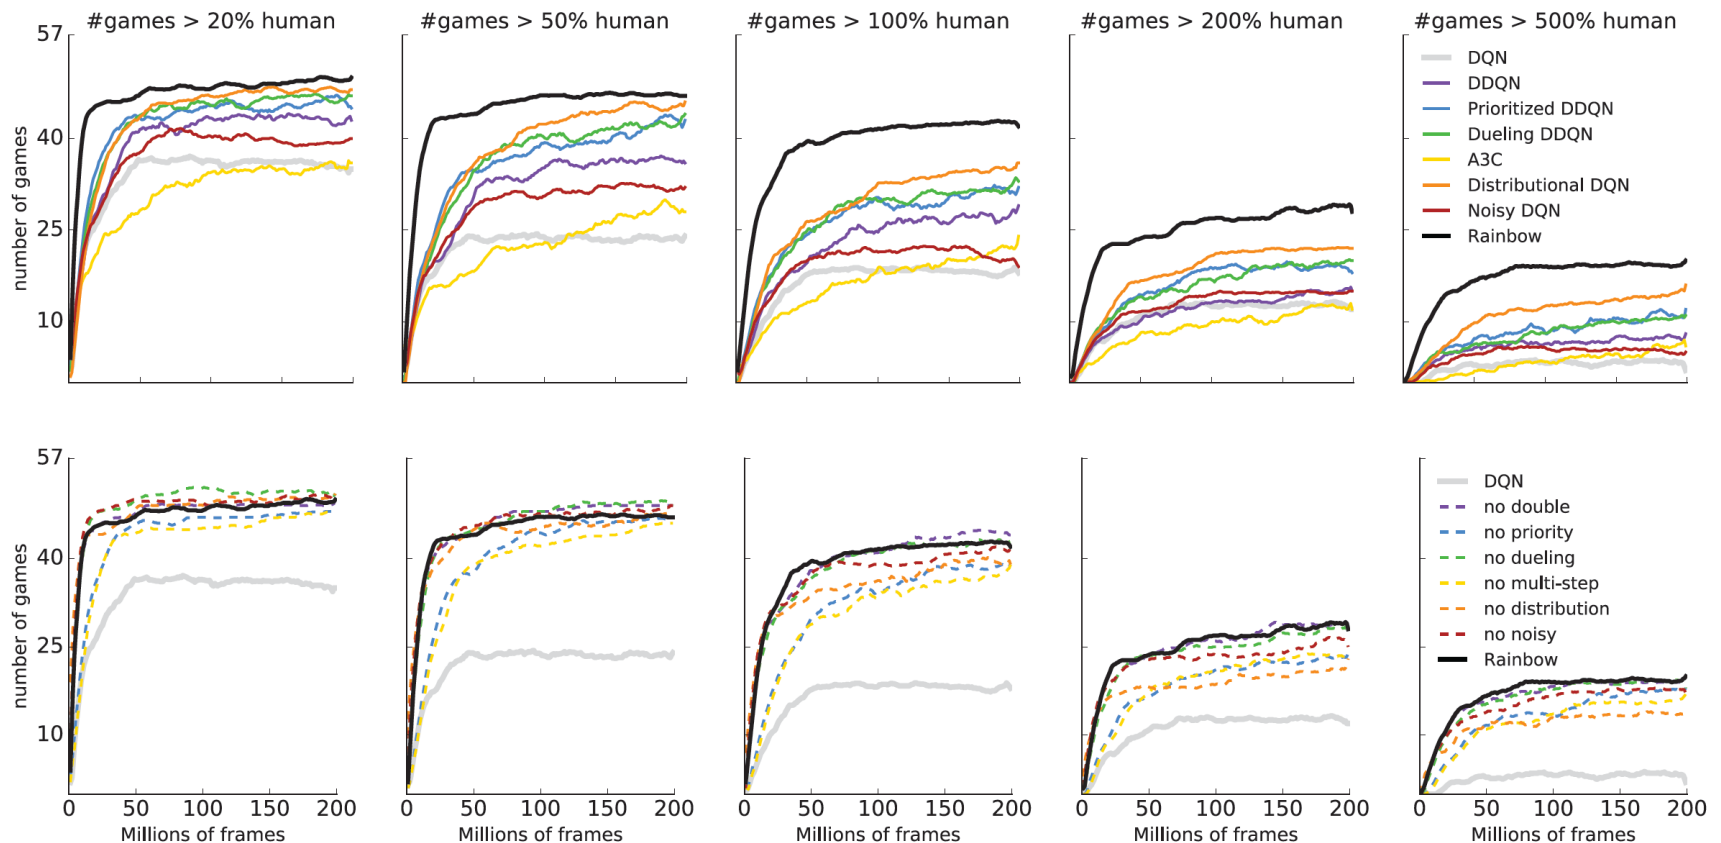 #games > 20% human
#games > 50% human
#games > 100% human
#games > 200% human
#games > 500% human
57
40
25
10
number of games
DQN
DDQN
Prioritized DDQN
Dueling DDQN
A3C
Distributional DQN
Noisy DQN
Rainbow
57
40
25
10
number of games
DQN
no double
no priority
no dueling
no multi-step
no distribution
no noisy
Rainbow
0 50 100 150 200
0 50 100 150 200
0 50 100 150 200
0 50 100 150 200
0 50 100 150 200
Millions of frames
Millions of frames
Millions of frames
Millions of frames
Millions of frames